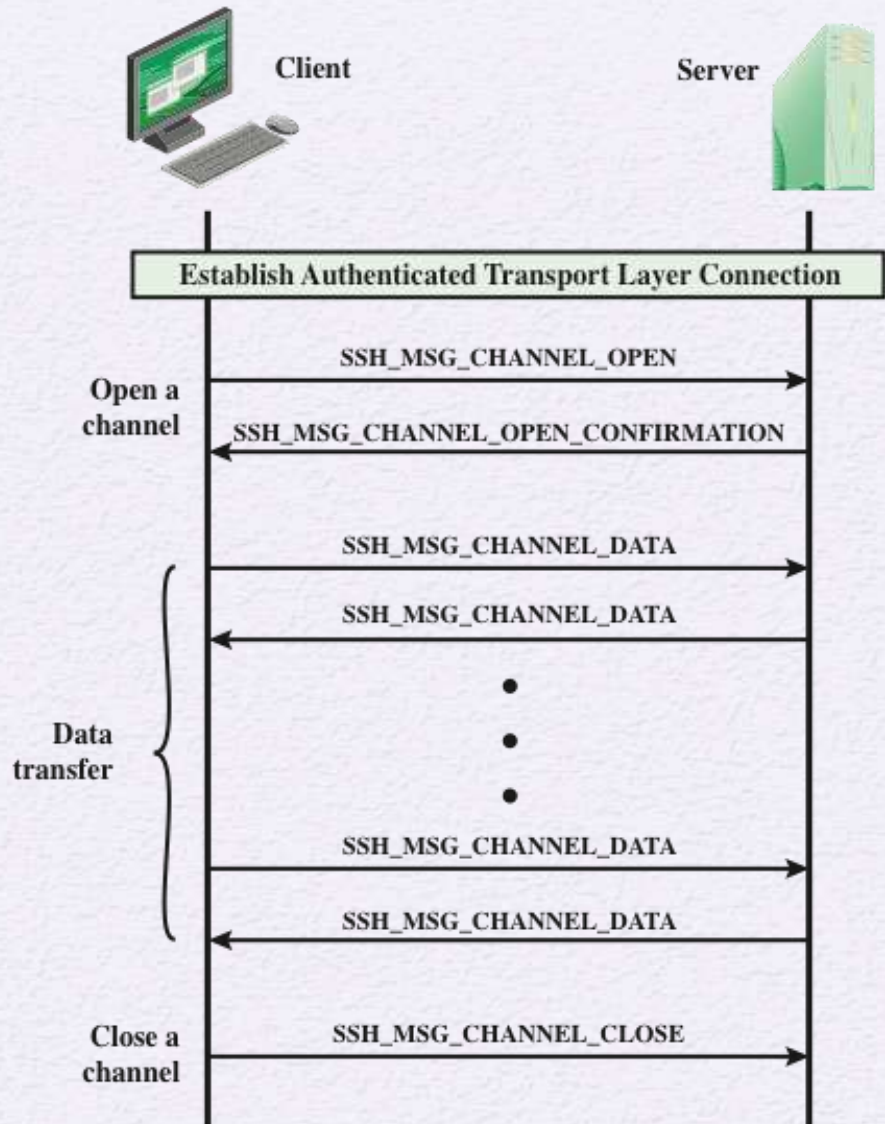 Client
Server
Establish Authenticated Transport Layer Connection
SSH_MSG_CHANNEL_OPEN
Open a
channel
SSH_MSG_CHANNEL_OPEN_CONFIRMATION
SSH_MSG_CHANNEL_DATA
SSH_MSG_CHANNEL_DATA
Data
transfer
SSH_MSG_CHANNEL_DATA
SSH_MSG_CHANNEL_DATA
Close a
channel
SSH_MSG_CHANNEL_CLOSE